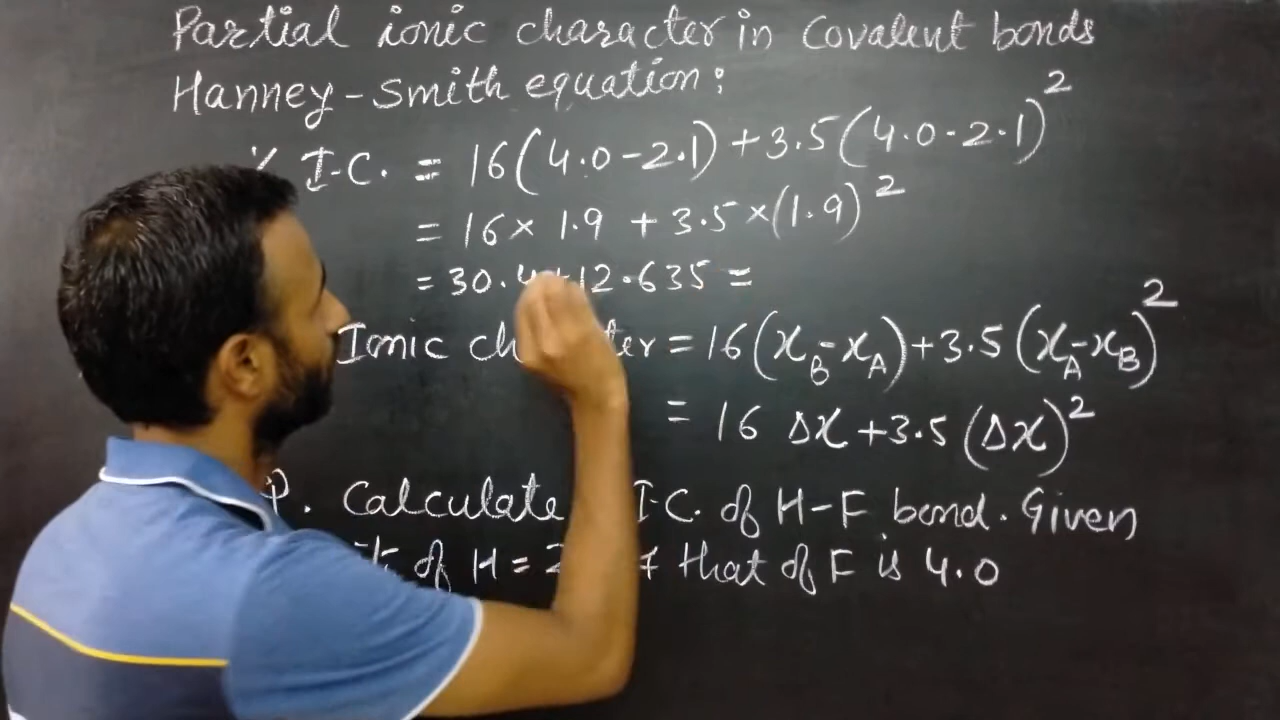 Partial ionic character in Covalent bonds
Hanney-Smith equation:
% I.C. = 16(4.0-2.1)+3.5(4.0-2.1)²
= 16× 1.9 + 3.5×(1.9)²
= 30.4+12.635 =
Ionic = 16(x_B-x_A)+3.5(x_A-x_B)²
= 16 Δx+3.5(Δx)²
P. Calculate I.C. of H-F bond. Given
of H = that of F is 4.0